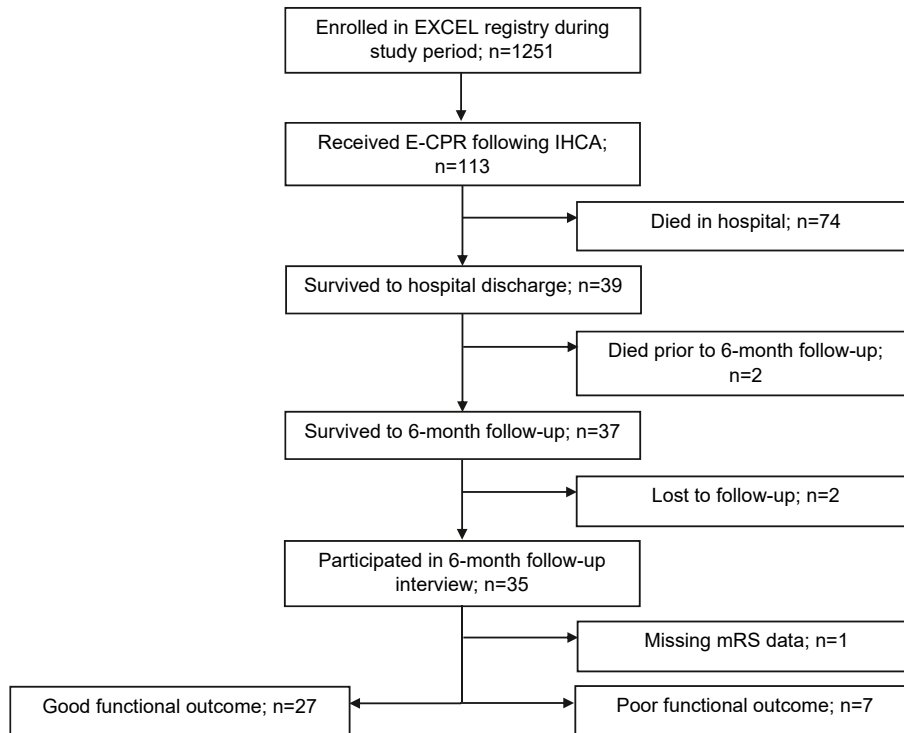 Enrolled in EXCEL registry during
study period; n=1251
Received E-CPR following IHCA;
n=113
Died in hospital; n=74
Survived to hospital discharge; n=39
Died prior to 6-month follow-up;
n=2
Survived to 6-month follow-up; n=37
Lost to follow-up; n=2
Participated in 6-month follow-up
interview; n=35
Missing mRS data; n=1
Good functional outcome; n=27
Poor functional outcome; n=7